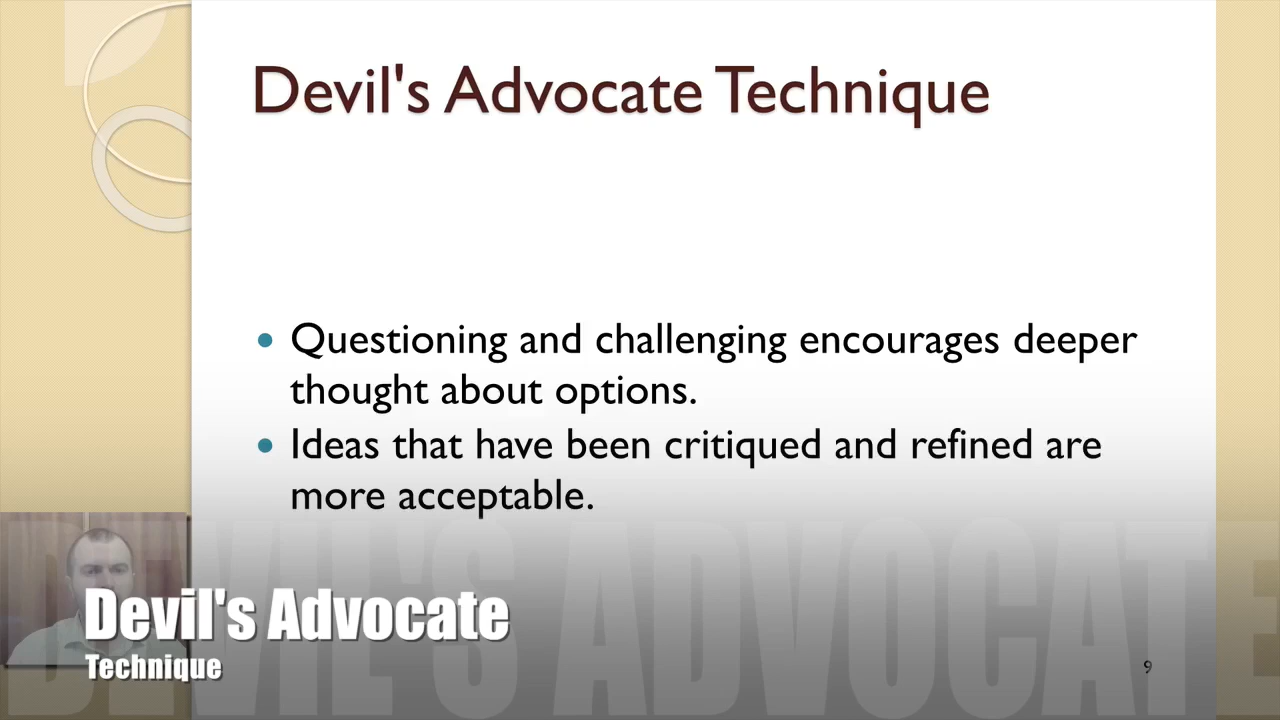 Devil's Advocate Technique
• Questioning and challenging encourages deeper
thought about options.
• Ideas that have been critiqued and refined are
more acceptable.
DEVIL'S ADVOCATE
Devil's Advocate
Technique
9